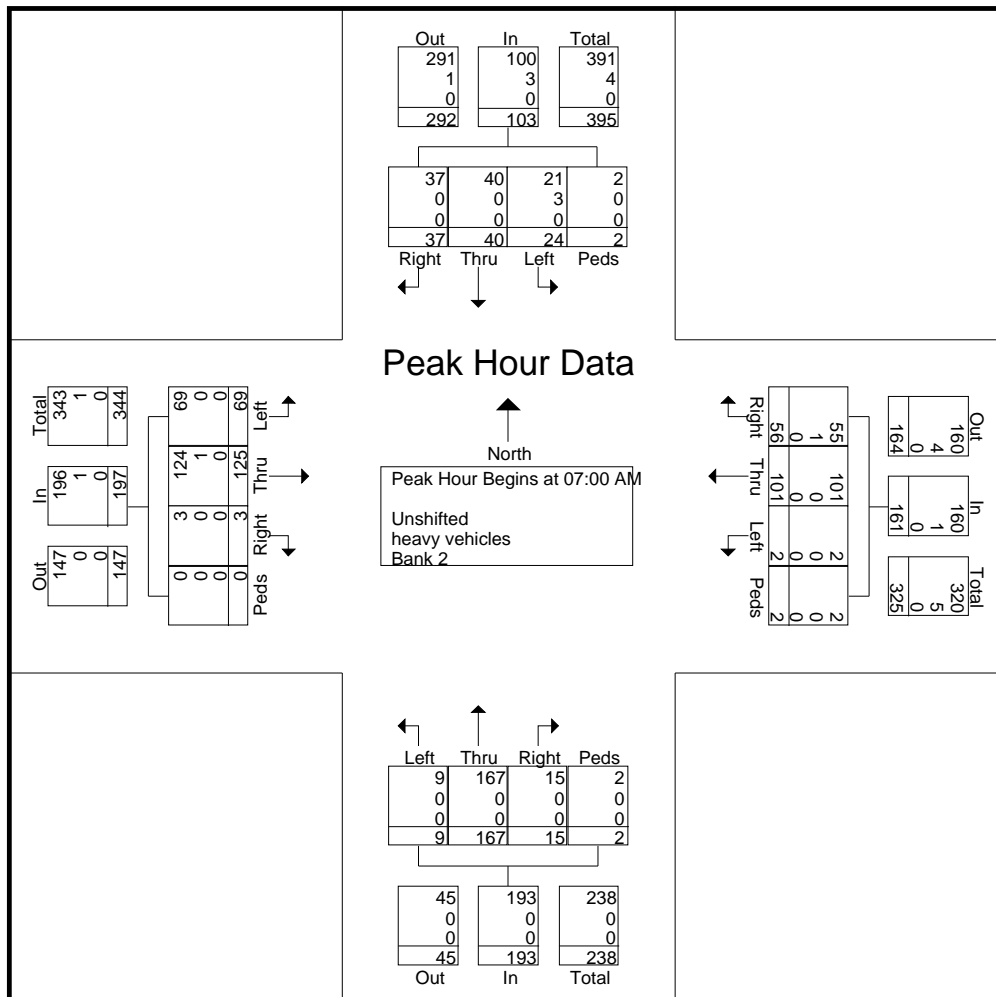 Out In Total
291 100 391
1 3 4
0 0 0
292 103 395
37 40 21 2
0 0 3 0
0 0 0 0
37 40 24 2
Right Thru Left Peds
Peak Hour Data
North
Peak Hour Begins at 07:00 AM
Unshifted
heavy vehicles
Bank 2
Total
343
1
0
344
In
196
1
0
197
Out
147
0
0
147
69 0 0 69 Left
124 1 0 125 Thru
3 0 0 3 Right
0 0 0 0 Peds
Right 56 0 1 55
Thru 101 0 0 101
Left 2 0 0 2
Peds 2 0 0 2
Out
160
4
0
164
In
160
1
0
161
Total
320
5
0
325
Left Thru Right Peds
9 167 15 2
0 0 0 0
0 0 0 0
9 167 15 2
45 193 238
0 0 0
0 0 0
45 193 238
Out In Total